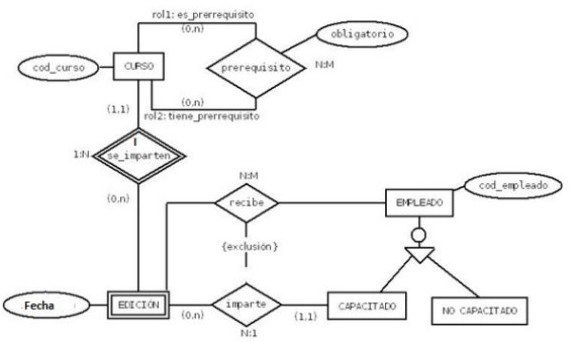 rol1: es_prerrequisito
(0.n)
obligatorio
cod_curso
CURSO
prerequisito
N:M
(0.n)
(1.1)
rol2: tiene_prerrequisito
I
1:N
se_imparten
N:M
cod_empleado
(0.n)
recibe
EMPLEADO
{exclusión}
Fecha
EDICIÓN
imparte
CAPACITADO
NO CAPACITADO
(0.n)
(1.1)
N:1